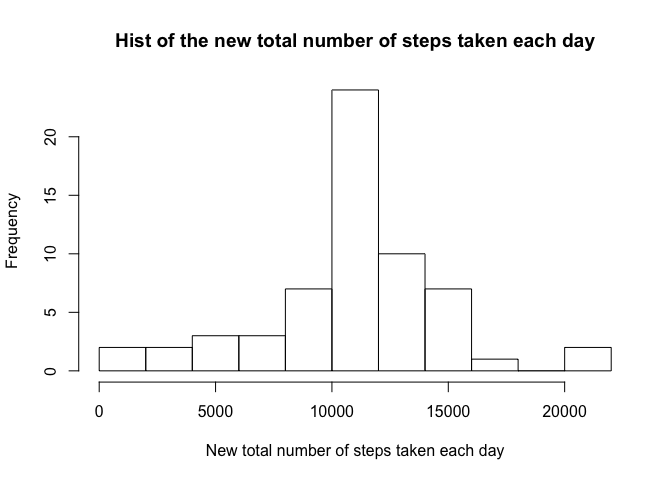 Hist of the new total number of steps taken each day
Frequency
20
15
10
5
0
0 5000 10000 15000 20000
New total number of steps taken each day